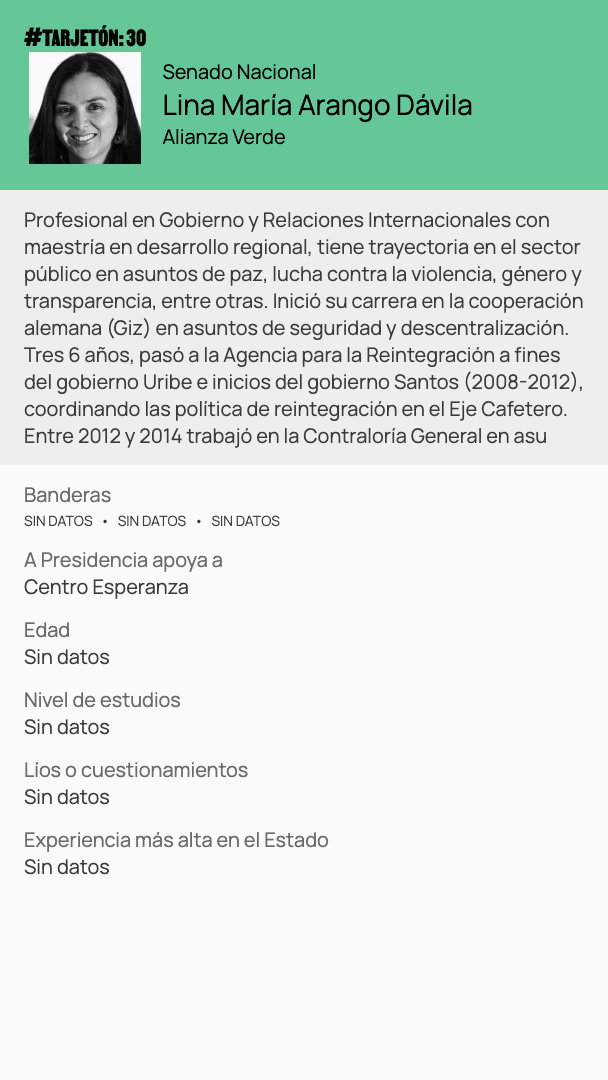 #TARJETÓN: 30
Senado Nacional
Lina María Arango Dávila
Alianza Verde
Profesional en Gobierno y Relaciones Internacionales con
maestría en desarrollo regional, tiene trayectoria en el sector
público en asuntos de paz, lucha contra la violencia, género y
transparencia, entre otras. Inició su carrera en la cooperación
alemana (Giz) en asuntos de seguridad y descentralización.
Tres 6 años, pasó a la Agencia para la Reintegración a fines
del gobierno Uribe e inicios del gobierno Santos (2008-2012),
coordinando las política de reintegración en el Eje Cafetero.
Entre 2012 y 2014 trabajó en la Contraloría General en asu
Banderas
SIN DATOS • SIN DATOS • SIN DATOS
A Presidencia apoya a
Centro Esperanza
Edad
Sin datos
Nivel de estudios
Sin datos
Líos o cuestionamientos
Sin datos
Experiencia más alta en el Estado
Sin datos